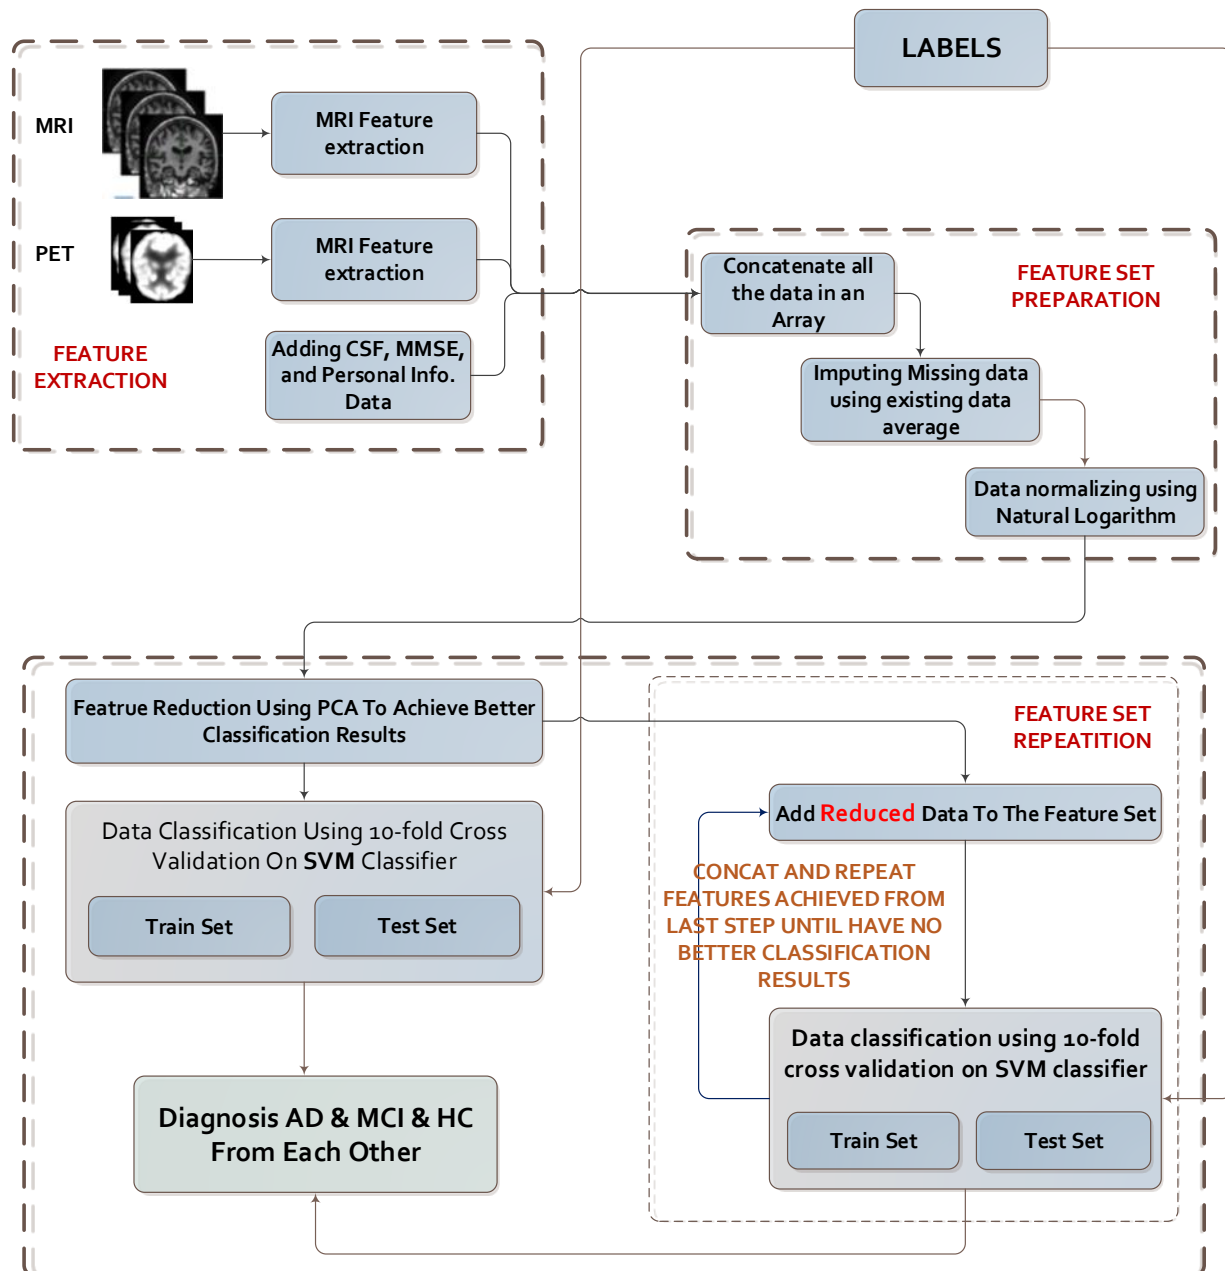 LABELS
MRI
MRI Feature
extraction
PET
MRI Feature
extraction
FEATURE
EXTRACTION
Adding CSF, MMSE,
and Personal Info.
Data
Concatenate all
the data in an
Array
FEATURE SET
PREPARATION
Imputing Missing data
using existing data
average
Data normalizing using
Natural Logarithm
Featrue Reduction Using PCA To Achieve Better
Classification Results
Data Classification Using 10-fold Cross
Validation On SVM Classifier
Train Set
Test Set
Diagnosis AD & MCI & HC
From Each Other
FEATURE SET
REPEATITION
Add Reduced Data To The Feature Set
CONCAT AND REPEAT
FEATURES ACHIEVED FROM
LAST STEP UNTIL HAVE NO
BETTER CLASSIFICATION
RESULTS
Data classification using 10-fold
cross validation on SVM classifier
Train Set
Test Set